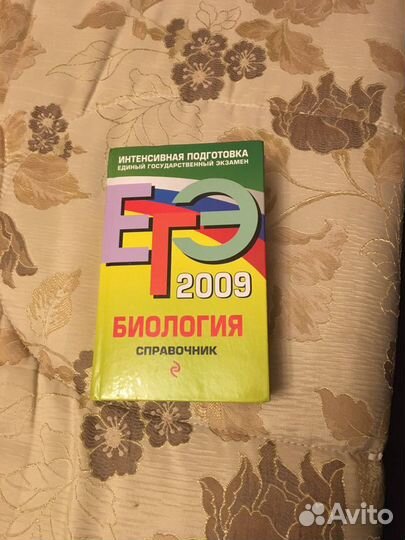 ИНТЕНСИВНАЯ ПОДГОТОВКА
ЕДИНЫЙ ГОСУДАРСТВЕННЫЙ ЭКЗАМЕН
ЕГЭ
2009
БИОЛОГИЯ
СПРАВОЧНИК
Avito